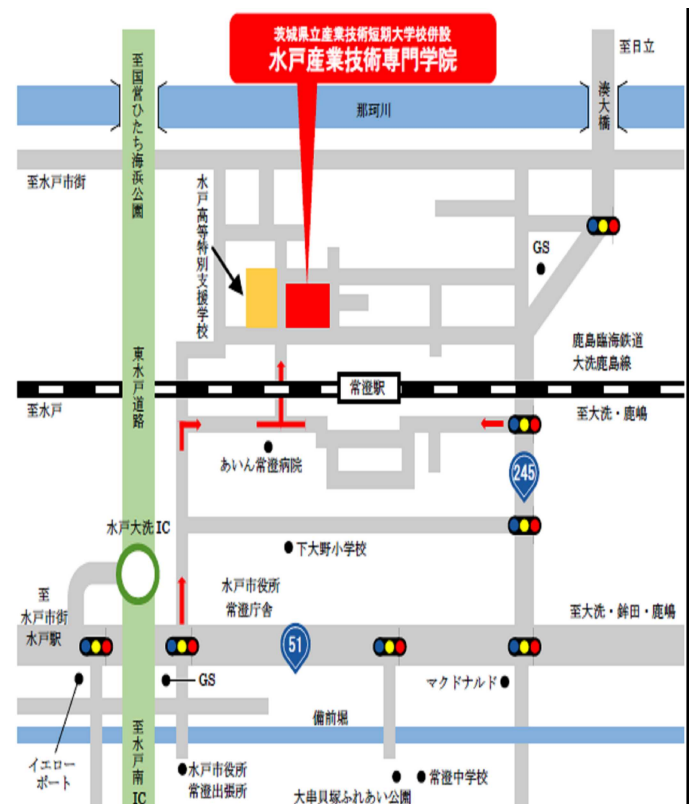 茨城県立産業技術短期大学校併設
水戸産業技術専門学院
至国営ひたち海浜公園
至日立
湊大橋
那珂川
至水戸市街
水戸高等特別支援学校
GS
東水戸道路
鹿島臨海鉄道
大洗鹿島線
常澄駅
至水戸
至大洗・鹿嶋
あいん常澄病院
245
水戸大洗IC
下大野小学校
至
水戸市街
水戸駅
水戸市役所
常澄庁舎
至大洗・鉾田・鹿嶋
51
GS
マクドナルド
備前堀
イエロー
ポート
至水戸南IC
水戸市役所
常澄出張所
大串貝塚ふれあい公園
常澄中学校